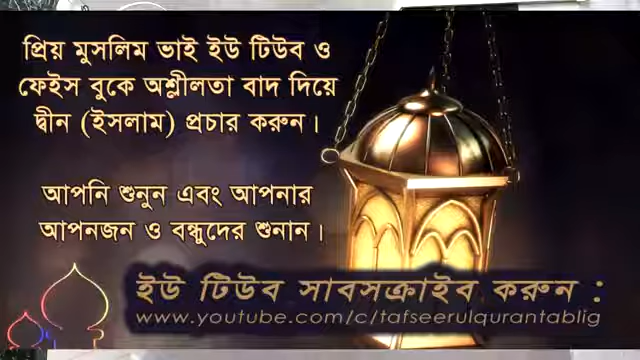 প্রিয় মুসলিম ভাই ইউ টিউব ও
ফেইস বুকে অশ্লীলতা বাদ দিয়ে
দ্বীন (ইসলাম) প্রচার করুন।
আপনি শুনুন এবং আপনার
আপনজন ও বন্ধুদের শুনান।
ইউ টিউব সাবসক্রাইব করুন :
www.youtube.com/c/tafseerulqurantablig